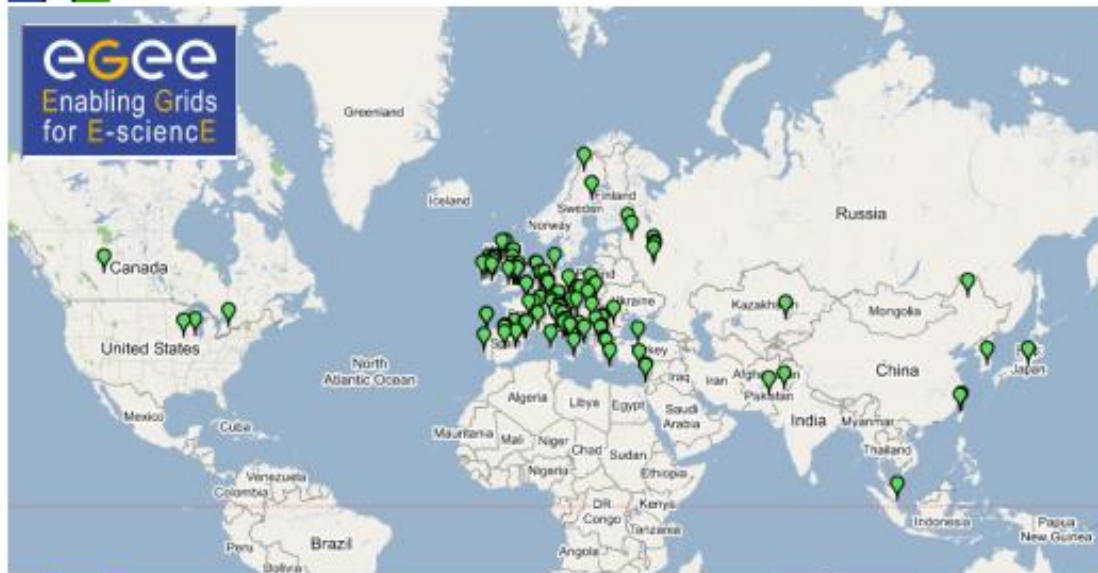 eGee
Enabling Grids
for E-sciencE
Greenland
Iceland
Finland
Sweden
Norway
Russia
Canada
United States
North
Atlantic Ocean
Mexico
Cuba
Venezuela
Colombia
Peru
Brazil
Bolivia
Ukraine
Kazakhstan
Mongolia
China
Japan
Iraq
Iran
Pakistan
India
Myanmar
Thailand
Algeria
Libya
Egypt
Saudi
Arabia
Mauritania
Mali
Niger
Chad
Sudan
Nigeria
Ethiopia
DR
Congo
Kenya
Tanzania
Angola
Indonesia
Papua
New Guinea